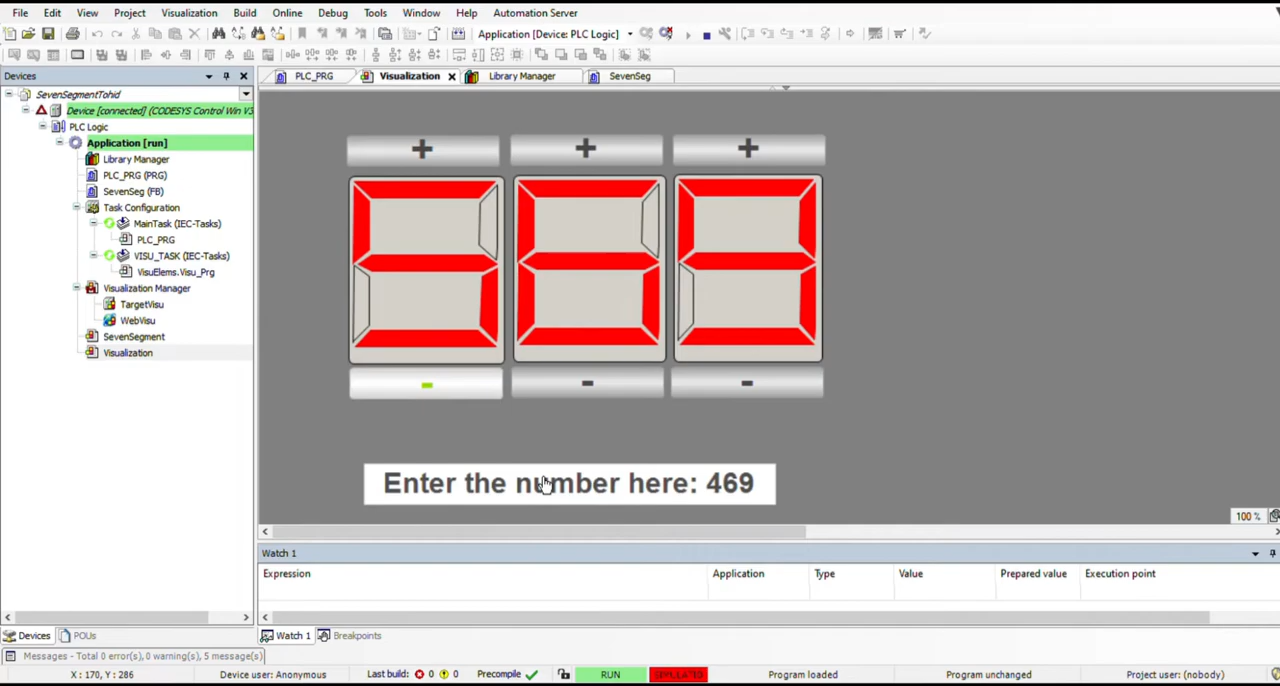 File Edit View Project Visualization Build Online Debug Tools Window Help Automation Server
Application [Device: PLC Logic]
Devices
PLC_PRG Visualization Library Manager SevenSeg
SevenSegmentTohid
Device [connected] (CODESYS Control Win V3
PLC Logic
Application [run]
Library Manager
PLC_PRG (PRG)
SevenSeg (FB)
Task Configuration
MainTask (IEC-Tasks)
PLC_PRG
VISU_TASK (IEC-Tasks)
VisuElems.Visu_Prg
Visualization Manager
TargetVisu
WebVisu
SevenSegment
Visualization
+ + +
569
- - -
Enter the number here: 469
100 %
Watch 1
Expression Application Type Value Prepared value Execution point
Devices POUs
Watch 1 Breakpoints
Messages - Total 0 error(s), 0 warning(s), 5 message(s)
X : 170, Y : 286 Device user: Anonymous Last build: 0 0 Precompile RUN Program loaded Program unchanged Project user: (nobody)